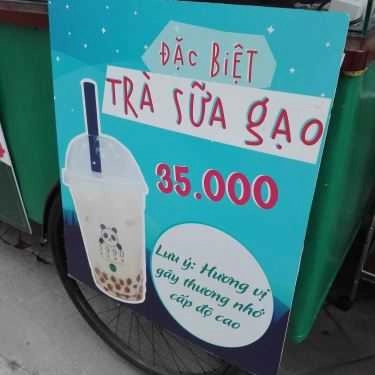 ĐẶC BIỆT
TRÀ SỮA GẠO
35.000
Lưu ý: Hương vị
gây thương nhớ
cấp độ cao